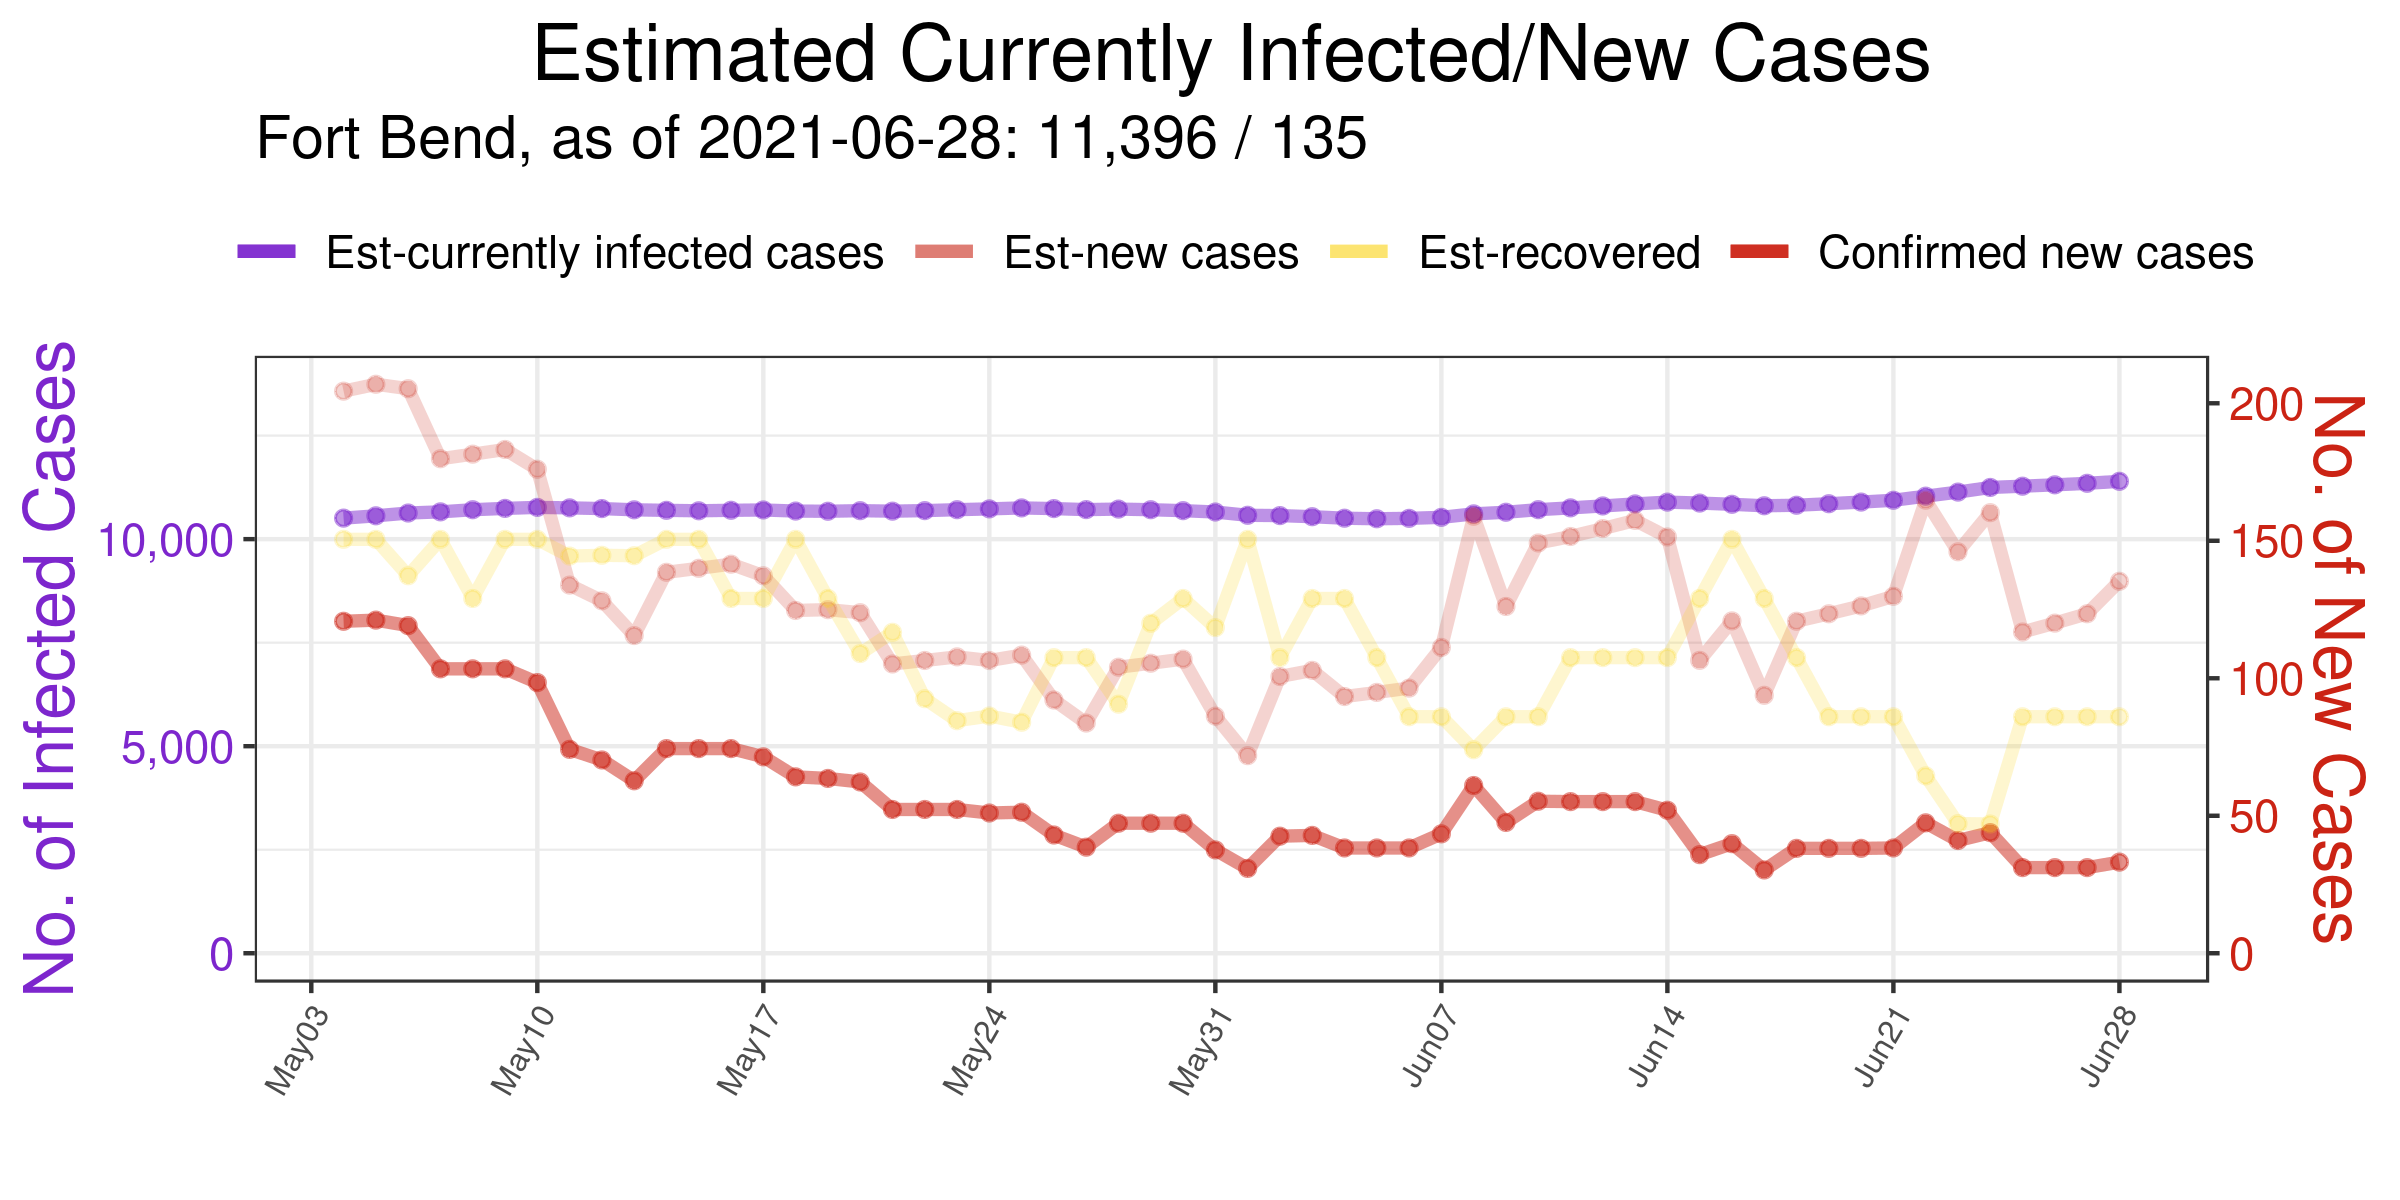 Estimated Currently Infected/New Cases
Fort Bend, as of 2021-06-28: 11,396 / 135
Est-currently infected cases Est-new cases Est-recovered Confirmed new cases
No. of Infected Cases
10,000
5,000
0
200
150
100
50
0
No. of New Cases
May03 May10 May17 May24 May31 Jun07 Jun14 Jun21 Jun28